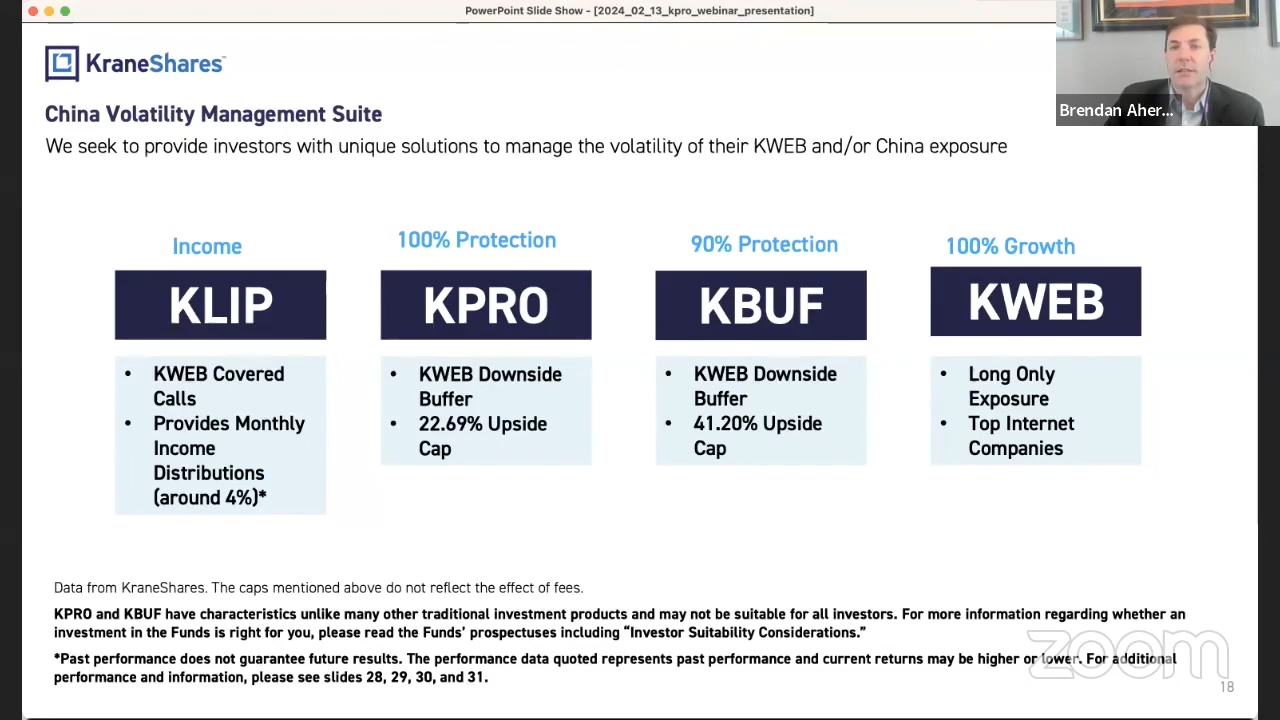 PowerPoint Slide Show - [2024_02_13_kpro_webinar_presentation]
KraneShares™
Brendan Aher...
China Volatility Management Suite
We seek to provide investors with unique solutions to manage the volatility of their KWEB and/or China exposure
Income
KLIP
• KWEB Covered
Calls
• Provides Monthly
Income
Distributions
(around 4%)*
100% Protection
KPRO
• KWEB Downside
Buffer
• 22.69% Upside
Cap
90% Protection
KBUF
• KWEB Downside
Buffer
• 41.20% Upside
Cap
100% Growth
KWEB
• Long Only
Exposure
• Top Internet
Companies
Data from KraneShares. The caps mentioned above do not reflect the effect of fees.
KPRO and KBUF have characteristics unlike many other traditional investment products and may not be suitable for all investors. For more information regarding whether an
investment in the Funds is right for you, please read the Funds’ prospectuses including “Investor Suitability Considerations.”
*Past performance does not guarantee future results. The performance data quoted represents past performance and current returns may be higher or lower. For additional
performance and information, please see slides 28, 29, 30, and 31.
zoom
18